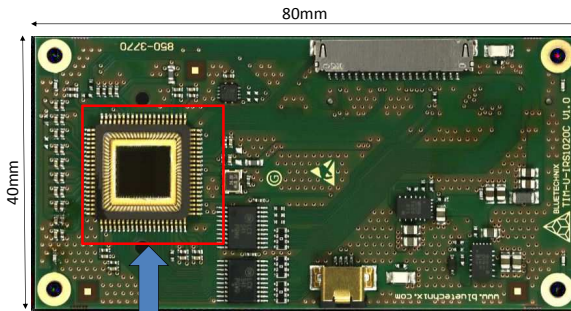 80mm
40mm
850-3770
G
BLUETECHNIX
TIM-U-IRS1020C V1.0
www.bluetechnix.com